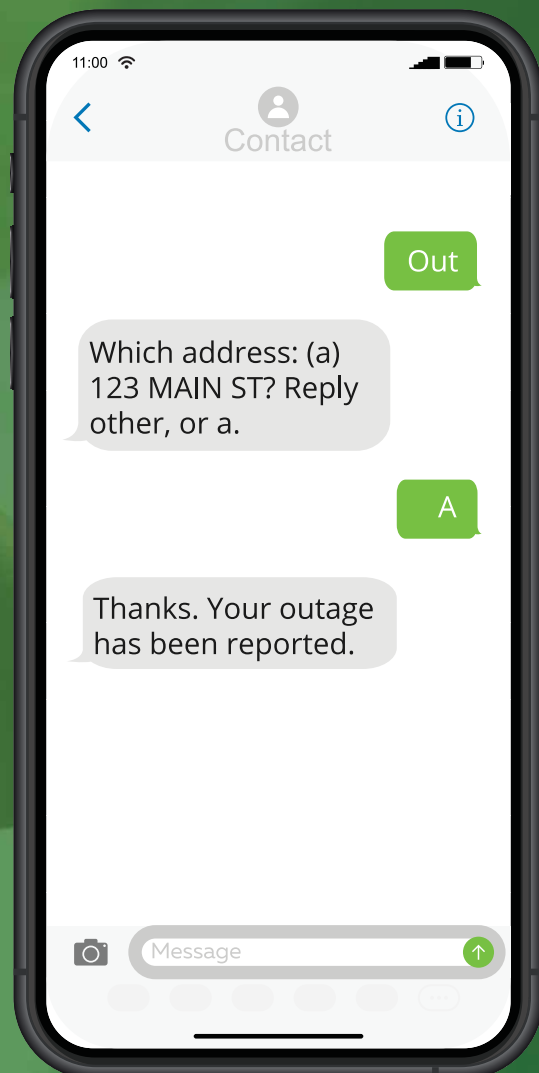 11:00
Contact
Out
Which address: (a)
123 MAIN ST? Reply
other, or a.
A
Thanks. Your outage
has been reported.
Message